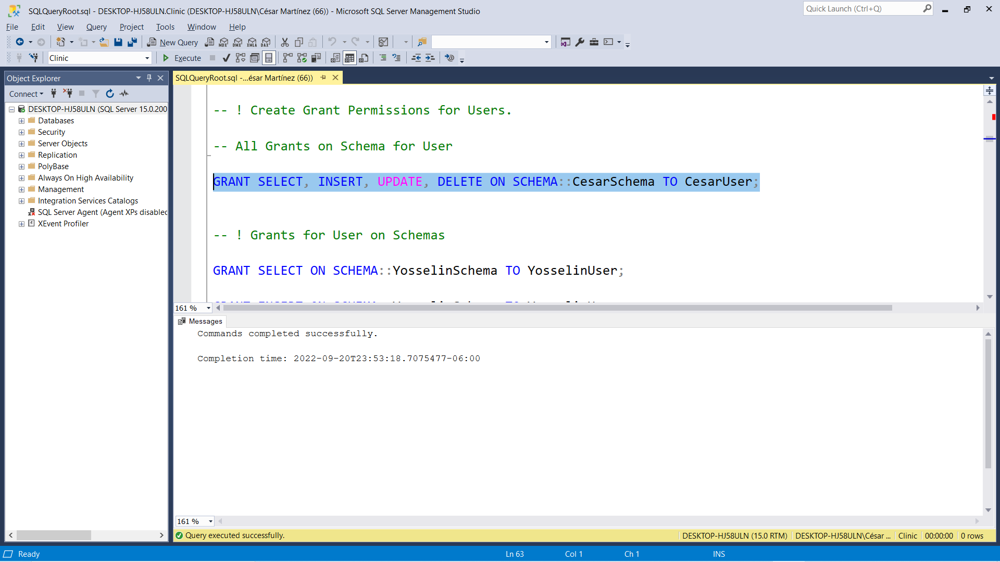 SQLQueryRoot.sql - DESKTOP-HJ58ULN.Clinic (DESKTOP-HJ58ULN\César Martínez (66)) - Microsoft SQL Server Management Studio
Quick Launch (Ctrl+Q)
File Edit View Query Project Tools Window Help
New Query MDX DMX XMLA DAX
Clinic Execute
Object Explorer
SQLQueryRoot.sql -...ésar Martínez (66))
Connect
DESKTOP-HJ58ULN (SQL Server 15.0.200
Databases
Security
Server Objects
Replication
PolyBase
Always On High Availability
Management
Integration Services Catalogs
SQL Server Agent (Agent XPs disabled
XEvent Profiler
-- ! Create Grant Permissions for Users.
-- All Grants on Schema for User
GRANT SELECT, INSERT, UPDATE, DELETE ON SCHEMA::CesarSchema TO CesarUser;
-- ! Grants for User on Schemas
GRANT SELECT ON SCHEMA::YosselinSchema TO YosselinUser;
161 %
Messages
Commands completed successfully.
Completion time: 2022-09-20T23:53:18.7075477-06:00
161 %
Query executed successfully.
DESKTOP-HJ58ULN (15.0 RTM) DESKTOP-HJ58ULN\César ... Clinic 00:00:00 0 rows
Ready Ln 63 Col 1 Ch 1 INS